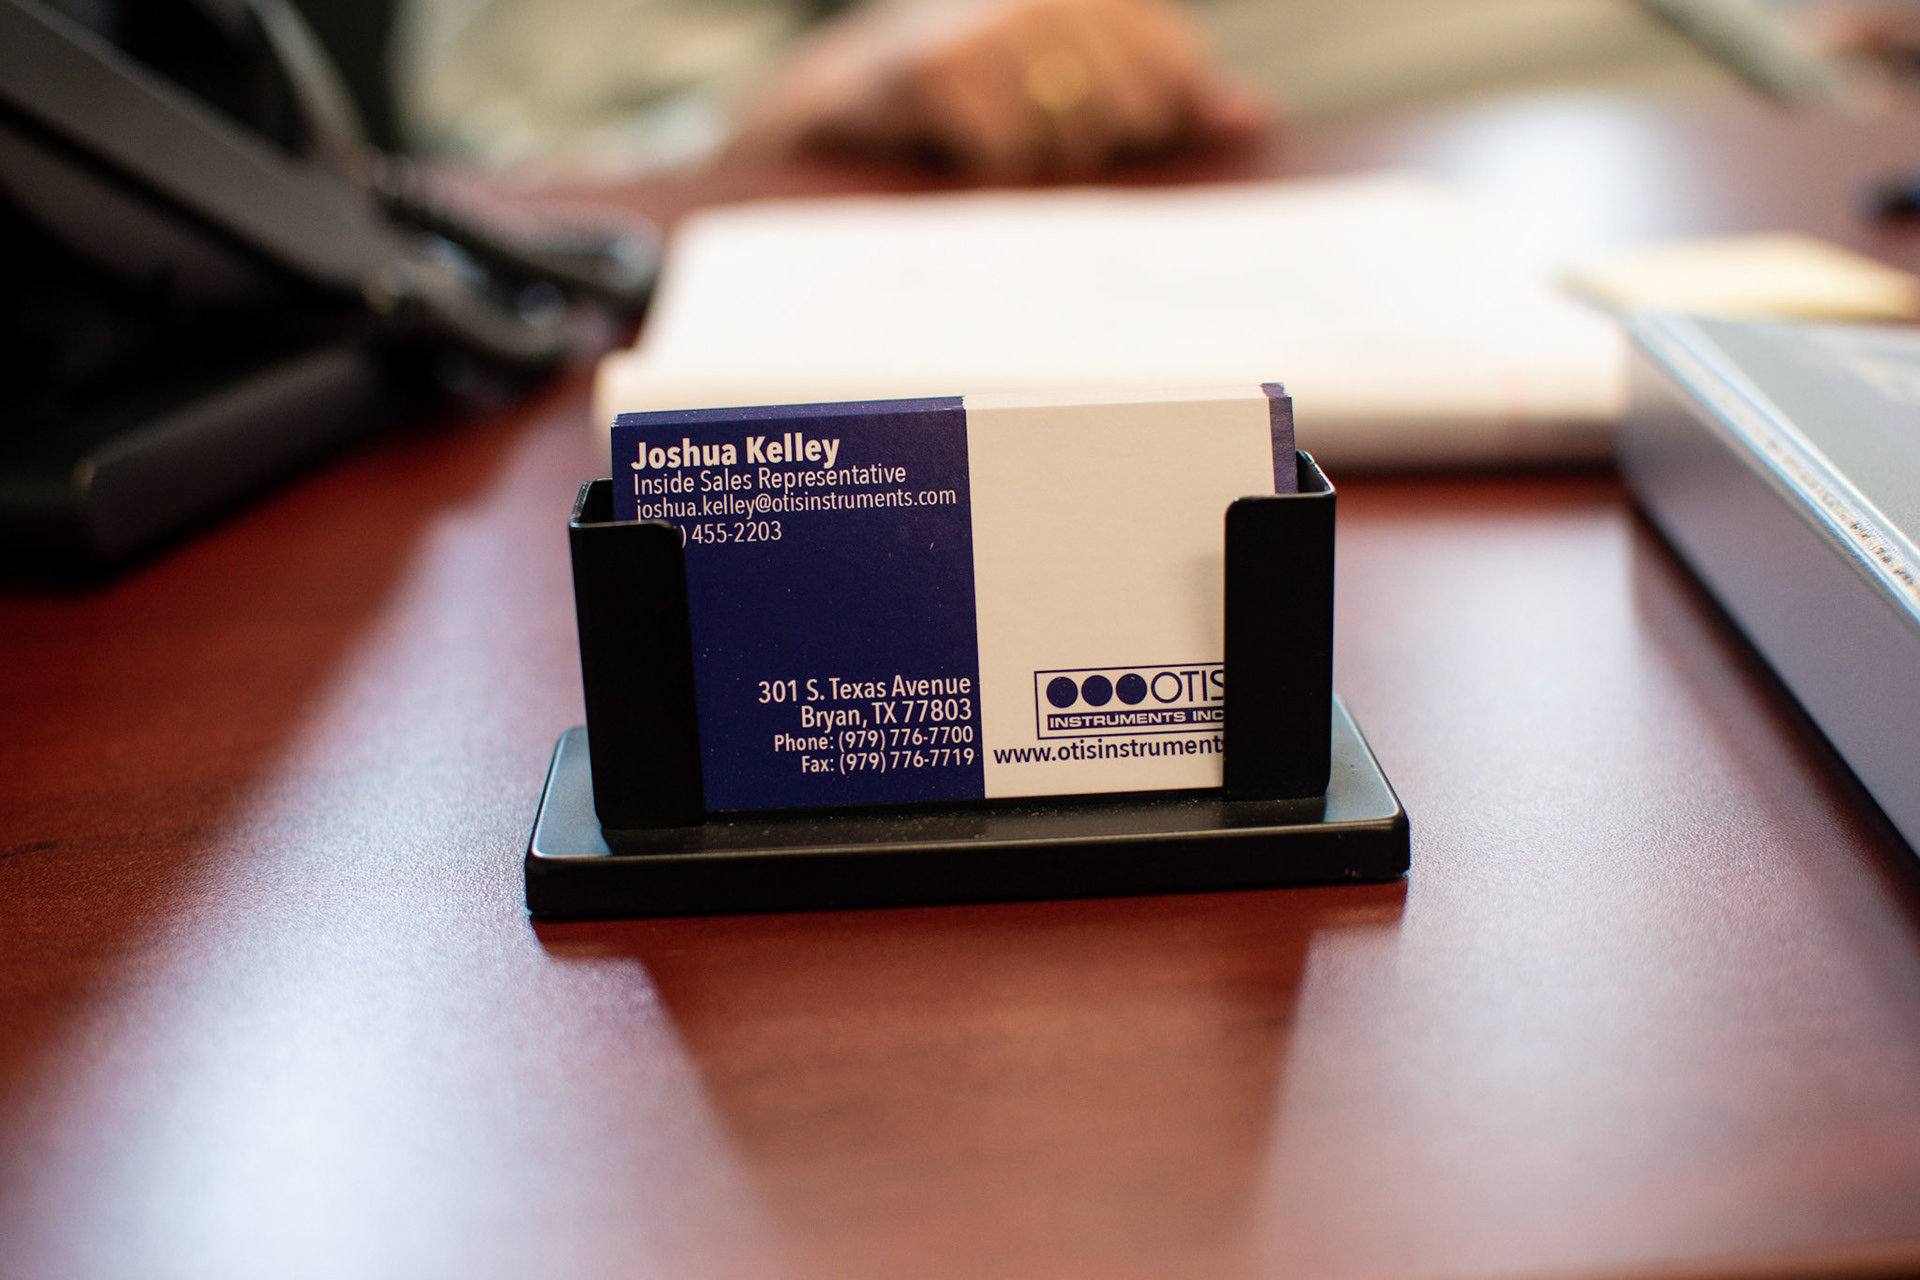 Joshua Kelley
Inside Sales Representative
joshua.kelley@otisinstruments.com
) 455-2203
301 S. Texas Avenue
Bryan, TX 77803
Phone: (979) 776-7700
Fax: (979) 776-7719
OTIS
INSTRUMENTS INC
www.otisinstrument